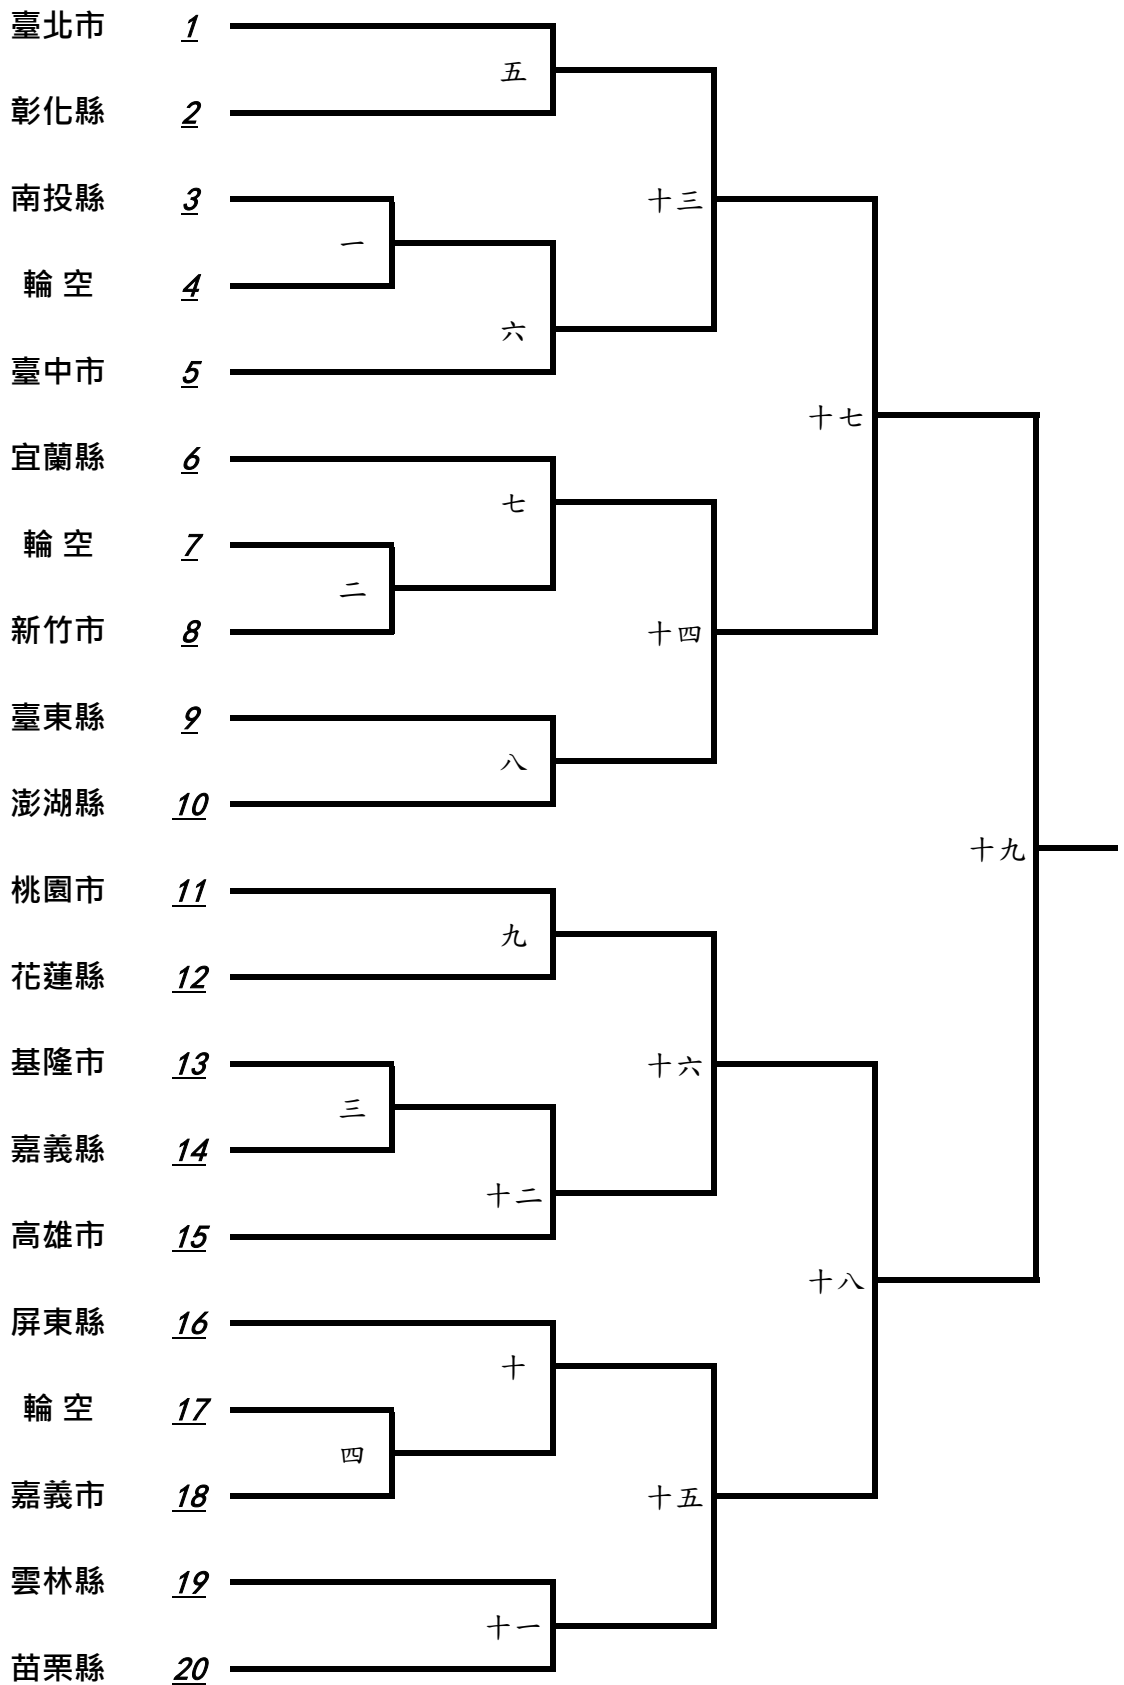 臺北市 1
五
彰化縣 2
南投縣 3 十三
一
輪空 4
六
臺中市 5
十七
宜蘭縣 6
七
輪空 7
二
新竹市 8 十四
臺東縣 9
八
澎湖縣 10
十九
桃園市 11
九
花蓮縣 12
基隆市 13 十六
三
嘉義縣 14
十二
高雄市 15
十八
屏東縣 16
十
輪空 17
四
嘉義市 18 十五
雲林縣 19
十一
苗栗縣 20